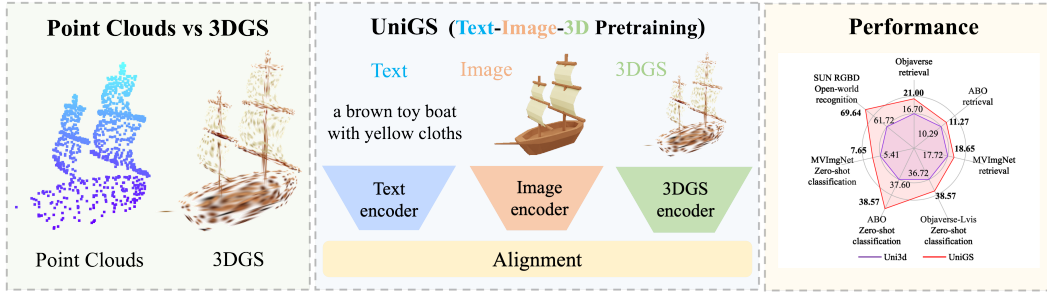 Point Clouds vs 3DGS
Point Clouds
3DGS
UniGS (Text-Image-3D Pretraining)
Text
Image
3DGS
a brown toy boat
with yellow cloths
Text
encoder
Image
encoder
3DGS
encoder
Alignment
Performance
Objaverse
retrieval
SUN RGBD
Open-world
recognition
69.64
21.00
16.70
ABO
retrieval
11.27
61.72
10.29
7.65
5.41
17.72
18.65
MVImgNet
Zero-shot
classification
MVImgNet
retrieval
36.72
37.60
38.57
38.57
ABO
Zero-shot
classification
Objaverse-Lvis
Zero-shot
classification
Uni3d
UniGS